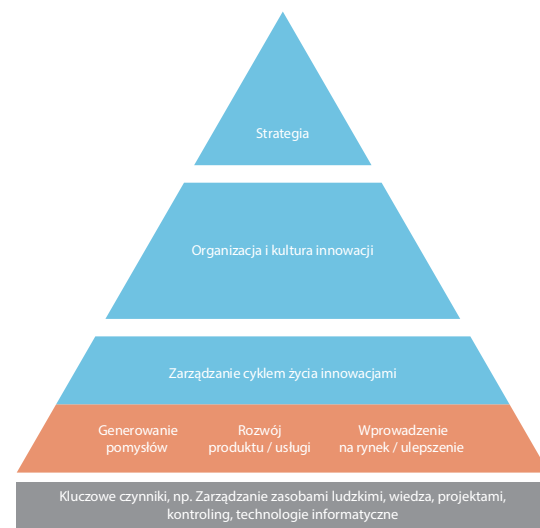 Strategia
Organizacja i kultura innowacji
Zarządzanie cyklem życia innowacjami
Generowanie
pomysłów
Rozwój
produktu / usługi
Wprowadzenie
na rynek / ulepszenie
Kluczowe czynniki, np. Zarządzanie zasobami ludzkimi, wiedza, projektami,
kontroling, technologie informatyczne